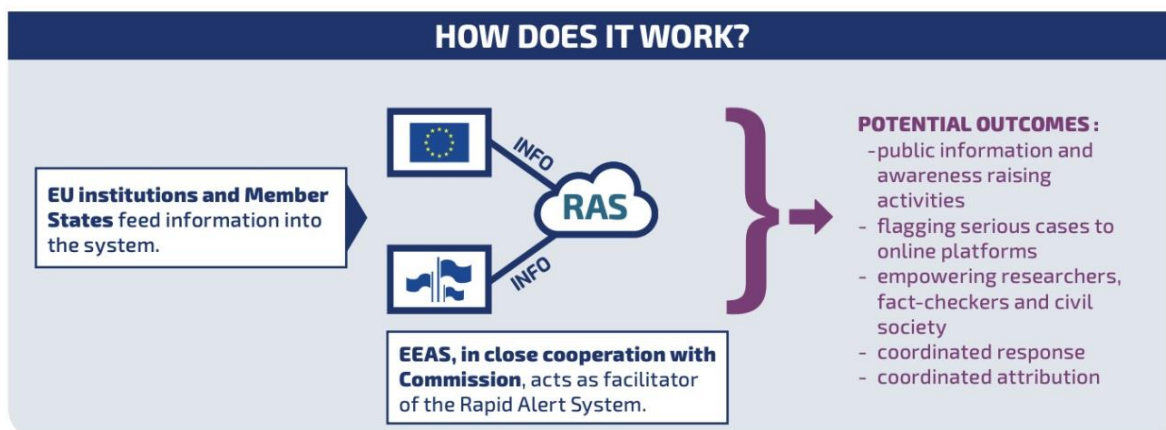 HOW DOES IT WORK?
EU institutions and Member
States feed information into
the system.
INFO
RAS
INFO
EEAS, in close cooperation with
Commission, acts as facilitator
of the Rapid Alert System.
POTENTIAL OUTCOMES :
-public information and
awareness raising
activities
- flagging serious cases to
online platforms
- empowering researchers,
fact-checkers and civil
society
- coordinated response
- coordinated attribution